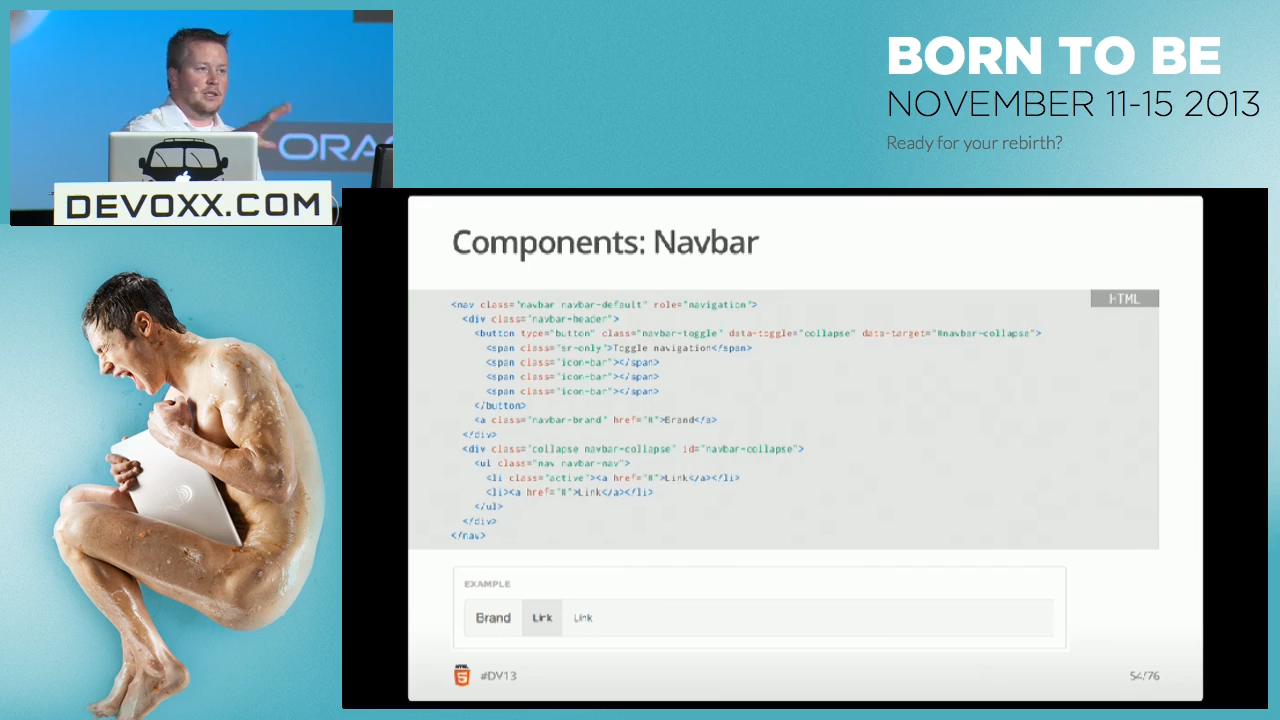 BORN TO BE
NOVEMBER 11-15 2013
Ready for your rebirth?
ORA
DEVOXX.COM
Components: Navbar
HTML
<nav class="navbar navbar-default" role="navigation">
<div class="navbar-header">
<button type="button" class="navbar-toggle" data-toggle="collapse" data-target="#navbar-collapse">
<span class="sr-only">Toggle navigation</span>
<span class="icon-bar"></span>
<span class="icon-bar"></span>
<span class="icon-bar"></span>
</button>
<a class="navbar-brand" href="#">Brand</a>
</div>
<div class="collapse navbar-collapse" id="navbar-collapse">
<ul class="nav navbar-nav">
<li class="active"><a href="#">Link</a></li>
<li><a href="#">Link</a></li>
</ul>
</div>
</nav>
EXAMPLE
Brand Link Link
HTML
5
#DV13
54/76